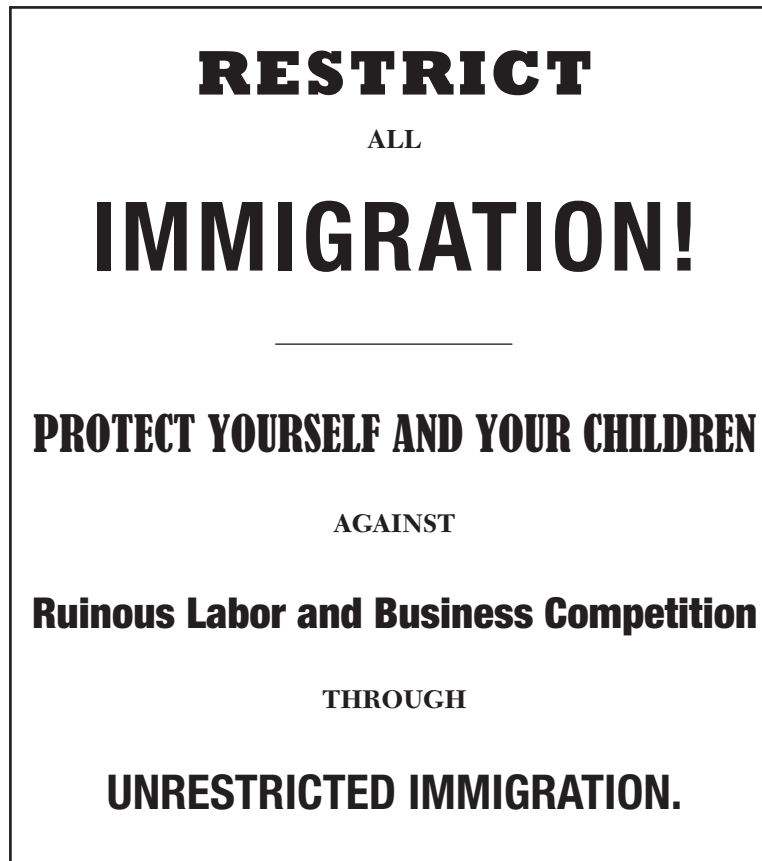 RESTRICT
ALL
IMMIGRATION!
PROTECT YOURSELF AND YOUR CHILDREN
AGAINST
Ruinous Labor and Business Competition
THROUGH
UNRESTRICTED IMMIGRATION.